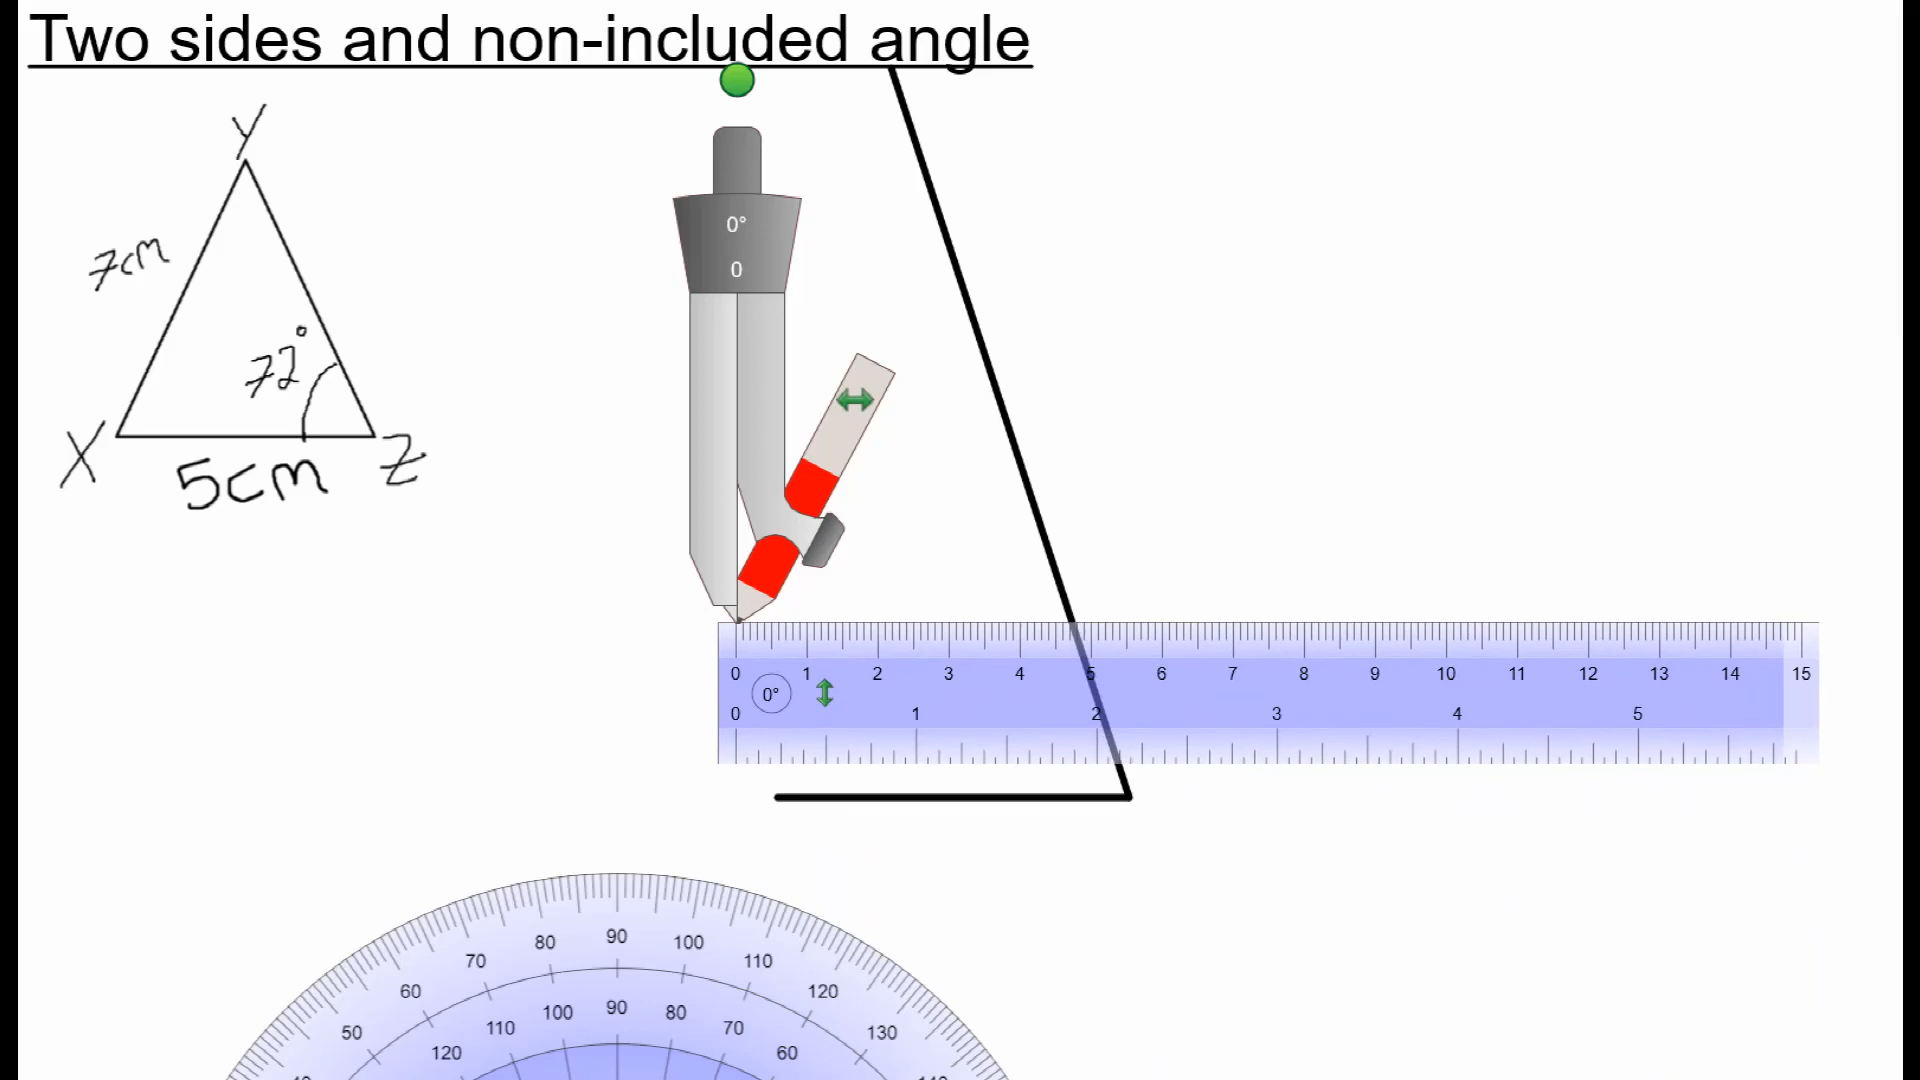 Two sides and non-included angle
Y
7cm
72°
X
5cm
Z
0°
0
0 1 2 3 4 5 6 7 8 9 10 11 12 13 14 15
0°
0 1 2 3 4 5
50 60 70 80 90 100 110 120 130
120 110 100 90 80 70 60